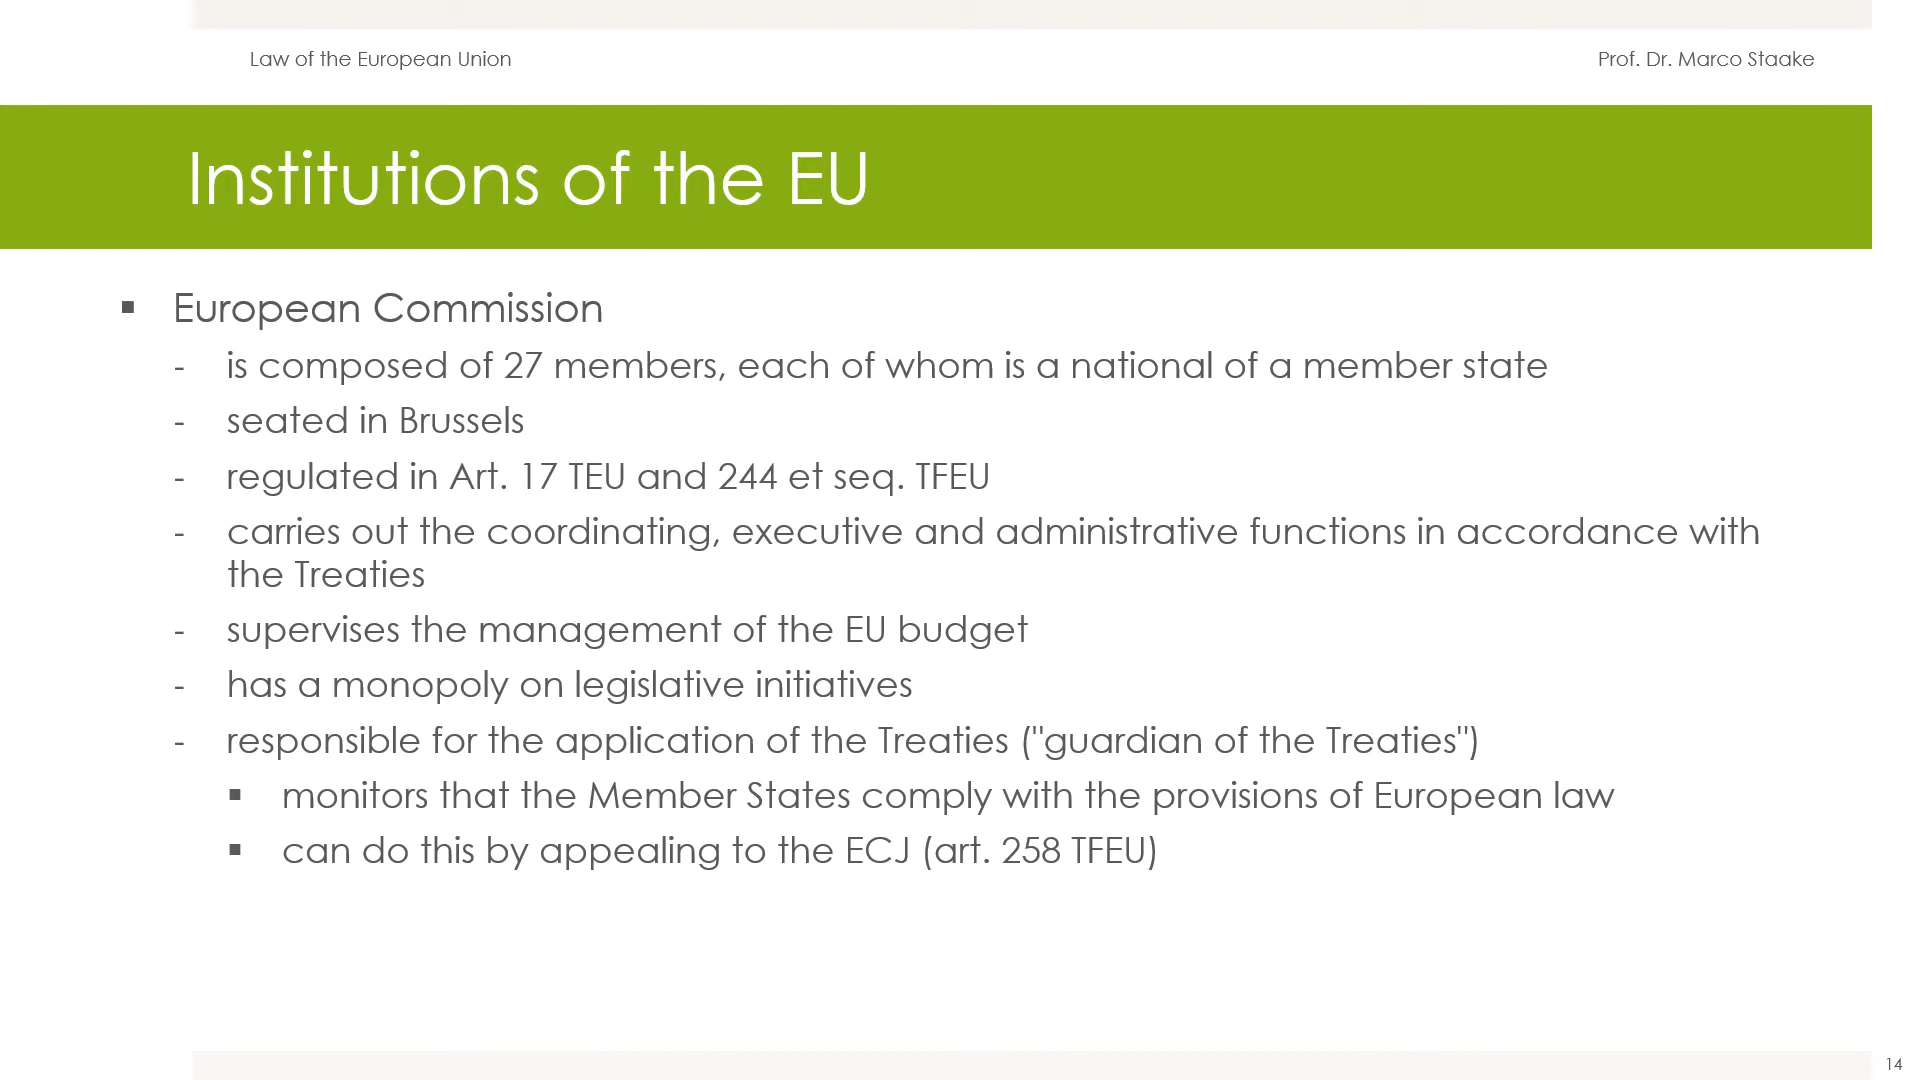 Law of the European Union
Prof. Dr. Marco Staake
Institutions of the EU
▪ European Commission
- is composed of 27 members, each of whom is a national of a member state
- seated in Brussels
- regulated in Art. 17 TEU and 244 et seq. TFEU
- carries out the coordinating, executive and administrative functions in accordance with
the Treaties
- supervises the management of the EU budget
- has a monopoly on legislative initiatives
- responsible for the application of the Treaties ("guardian of the Treaties")
▪ monitors that the Member States comply with the provisions of European law
▪ can do this by appealing to the ECJ (art. 258 TFEU)
14